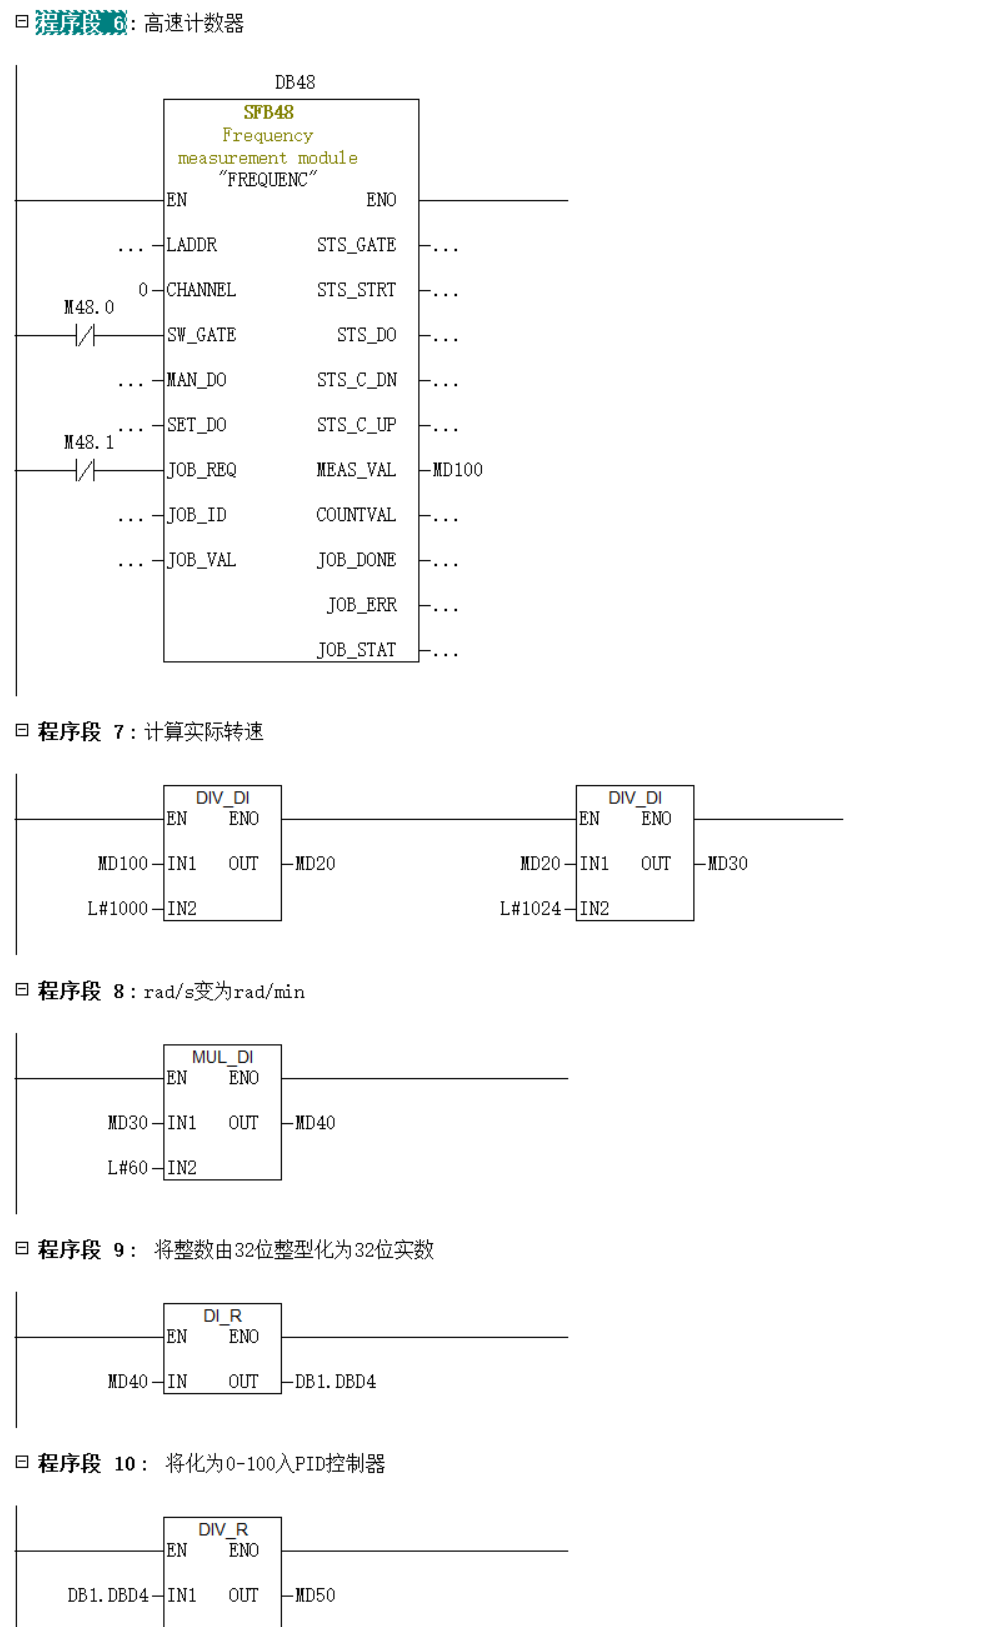 程序段 6: 高速计数器
DB48
SFB48
Frequency
measurement module
"FREQUENC"
EN ENO
... LADDR STS_GATE ...
0 CHANNEL STS_STRT ...
M48.0
SW_GATE STS_DO ...
... MAN_DO STS_C_DN ...
... SET_DO STS_C_UP ...
M48.1
JOB_REQ MEAS_VAL MD100
... JOB_ID COUNTVAL ...
... JOB_VAL JOB_DONE ...
JOB_ERR ...
JOB_STAT ...
程序段 7: 计算实际转速
DIV_DI DIV_DI
EN ENO EN ENO
MD100 IN1 OUT MD20 MD20 IN1 OUT MD30
L#1000 IN2 L#1024 IN2
程序段 8: rad/s变为rad/min
MUL_DI
EN ENO
MD30 IN1 OUT MD40
L#60 IN2
程序段 9: 将整数由32位整型化为32位实数
DI_R
EN ENO
MD40 IN OUT DB1.DBD4
程序段 10: 将化为0-100入PID控制器
DIV_R
EN ENO
DB1.DBD4 IN1 OUT MD50